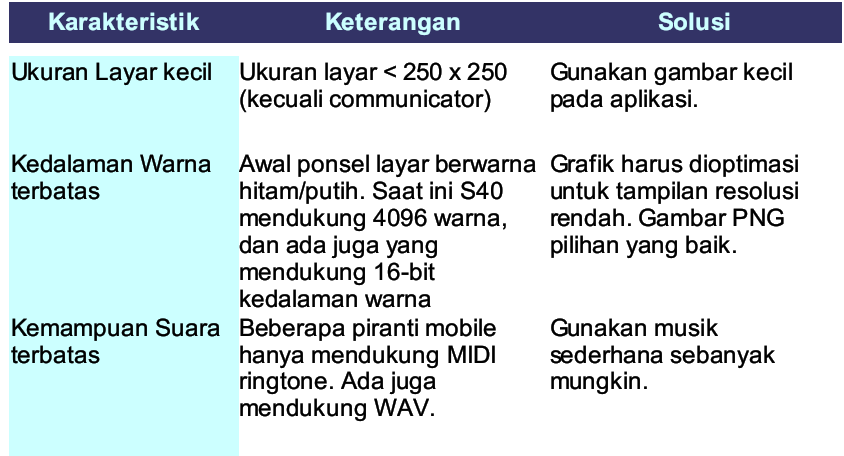 Karakteristik Keterangan Solusi
Ukuran Layar kecil
Ukuran layar < 250 x 250
(kecuali communicator)
Gunakan gambar kecil
pada aplikasi.
Kedalaman Warna
terbatas
Awal ponsel layar berwarna
hitam/putih. Saat ini S40
mendukung 4096 warna,
dan ada juga yang
mendukung 16-bit
kedalaman warna
Grafik harus dioptimasi
untuk tampilan resolusi
rendah. Gambar PNG
pilihan yang baik.
Kemampuan Suara
terbatas
Beberapa piranti mobile
hanya mendukung MIDI
ringtone. Ada juga
mendukung WAV.
Gunakan musik
sederhana sebanyak
mungkin.